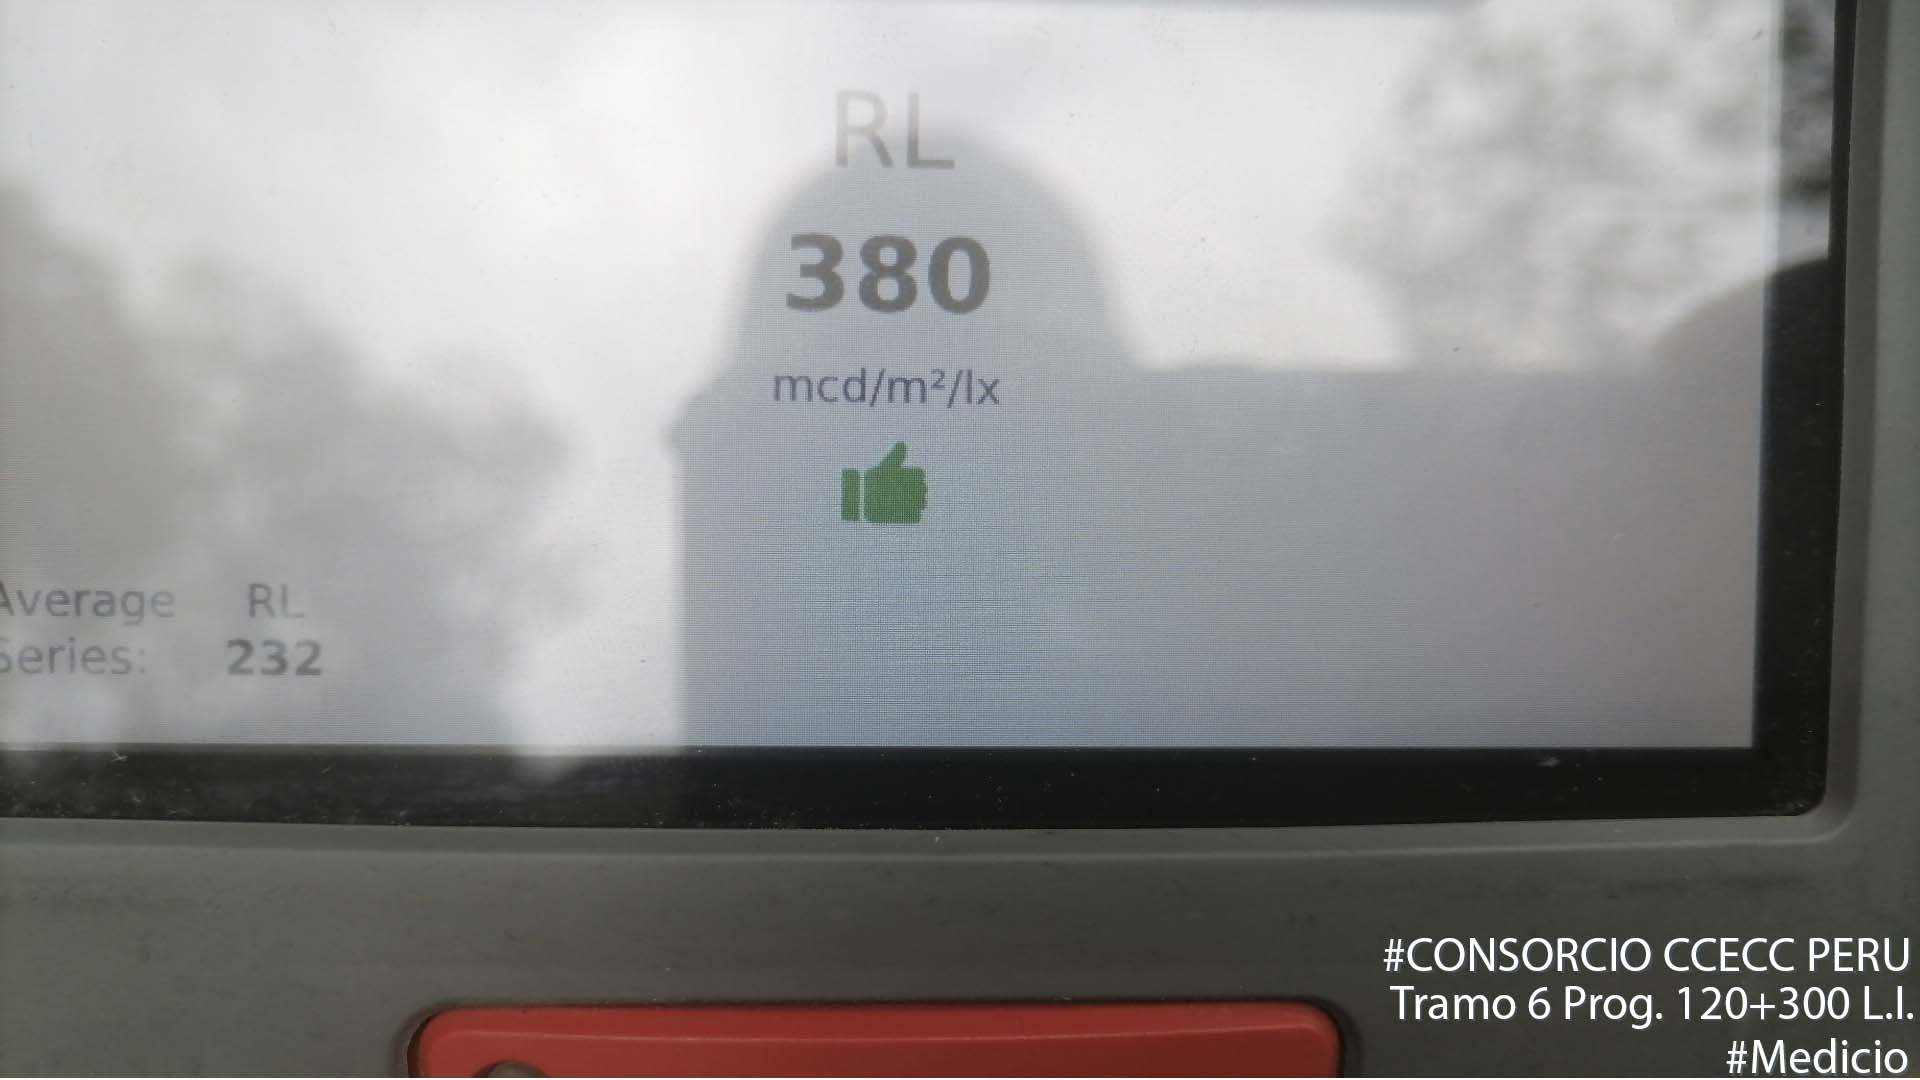 RL
380
mcd/m²/lx
Average RL
Series: 232
#CONSORCIO CCECC PERU
Tramo 6 Prog. 120+300 L.I.
#Medicio